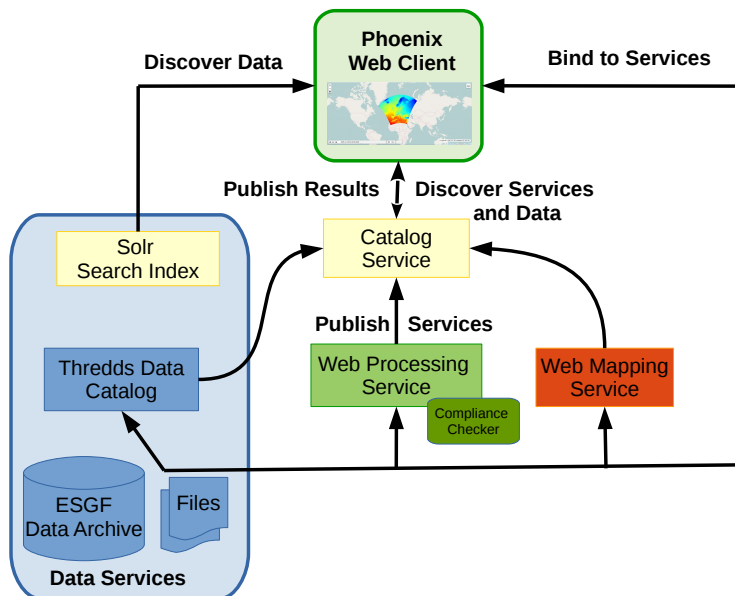 Phoenix
Web Client
Discover Data
Bind to Services
Publish Results
Discover Services
and Data
Solr
Search Index
Catalog
Service
Publish Services
Thredds Data
Catalog
Web Processing
Service
Web Mapping
Service
Compliance
Checker
ESGF
Data Archive
Files
Data Services